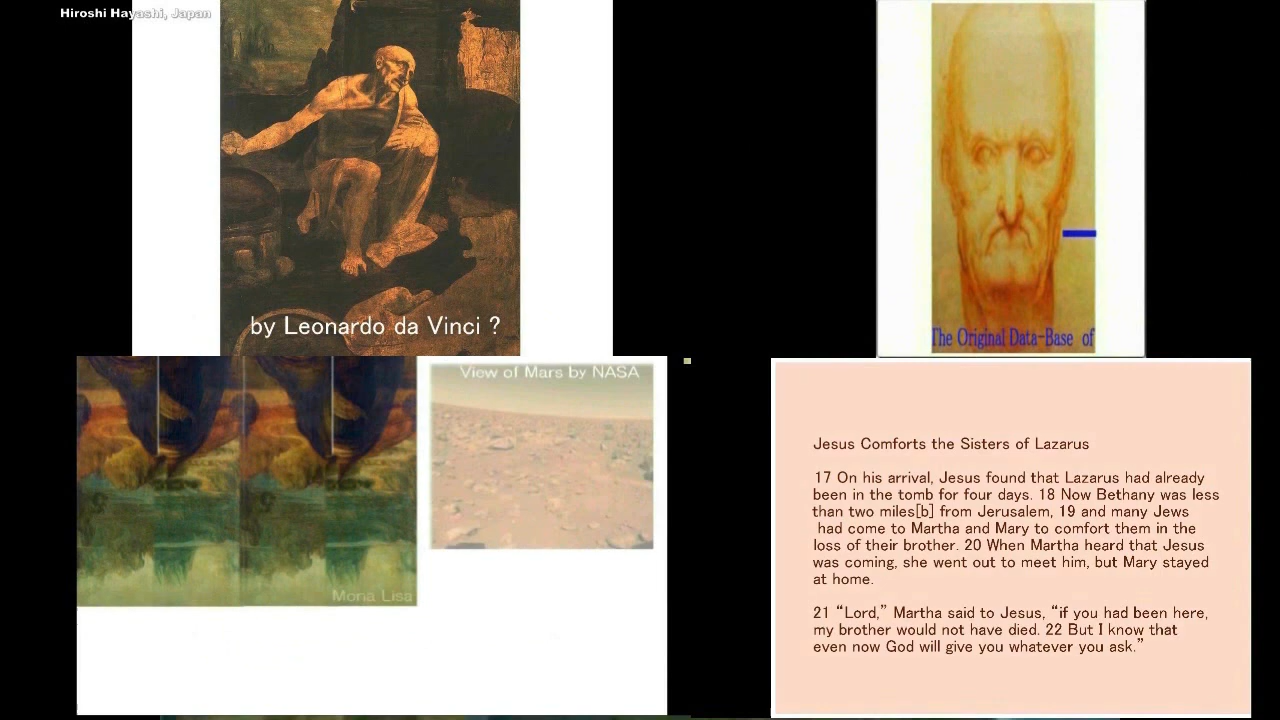 Hiroshi Hayashi, Japan
by Leonardo da Vinci ?
The Original Data-Base of
View of Mars by NASA
Mona Lisa
Jesus Comforts the Sisters of Lazarus
17 On his arrival, Jesus found that Lazarus had already
been in the tomb for four days. 18 Now Bethany was less
than two miles[b] from Jerusalem, 19 and many Jews
had come to Martha and Mary to comfort them in the
loss of their brother. 20 When Martha heard that Jesus
was coming, she went out to meet him, but Mary stayed
at home.
21 “Lord,” Martha said to Jesus, “if you had been here,
my brother would not have died. 22 But I know that
even now God will give you whatever you ask.”